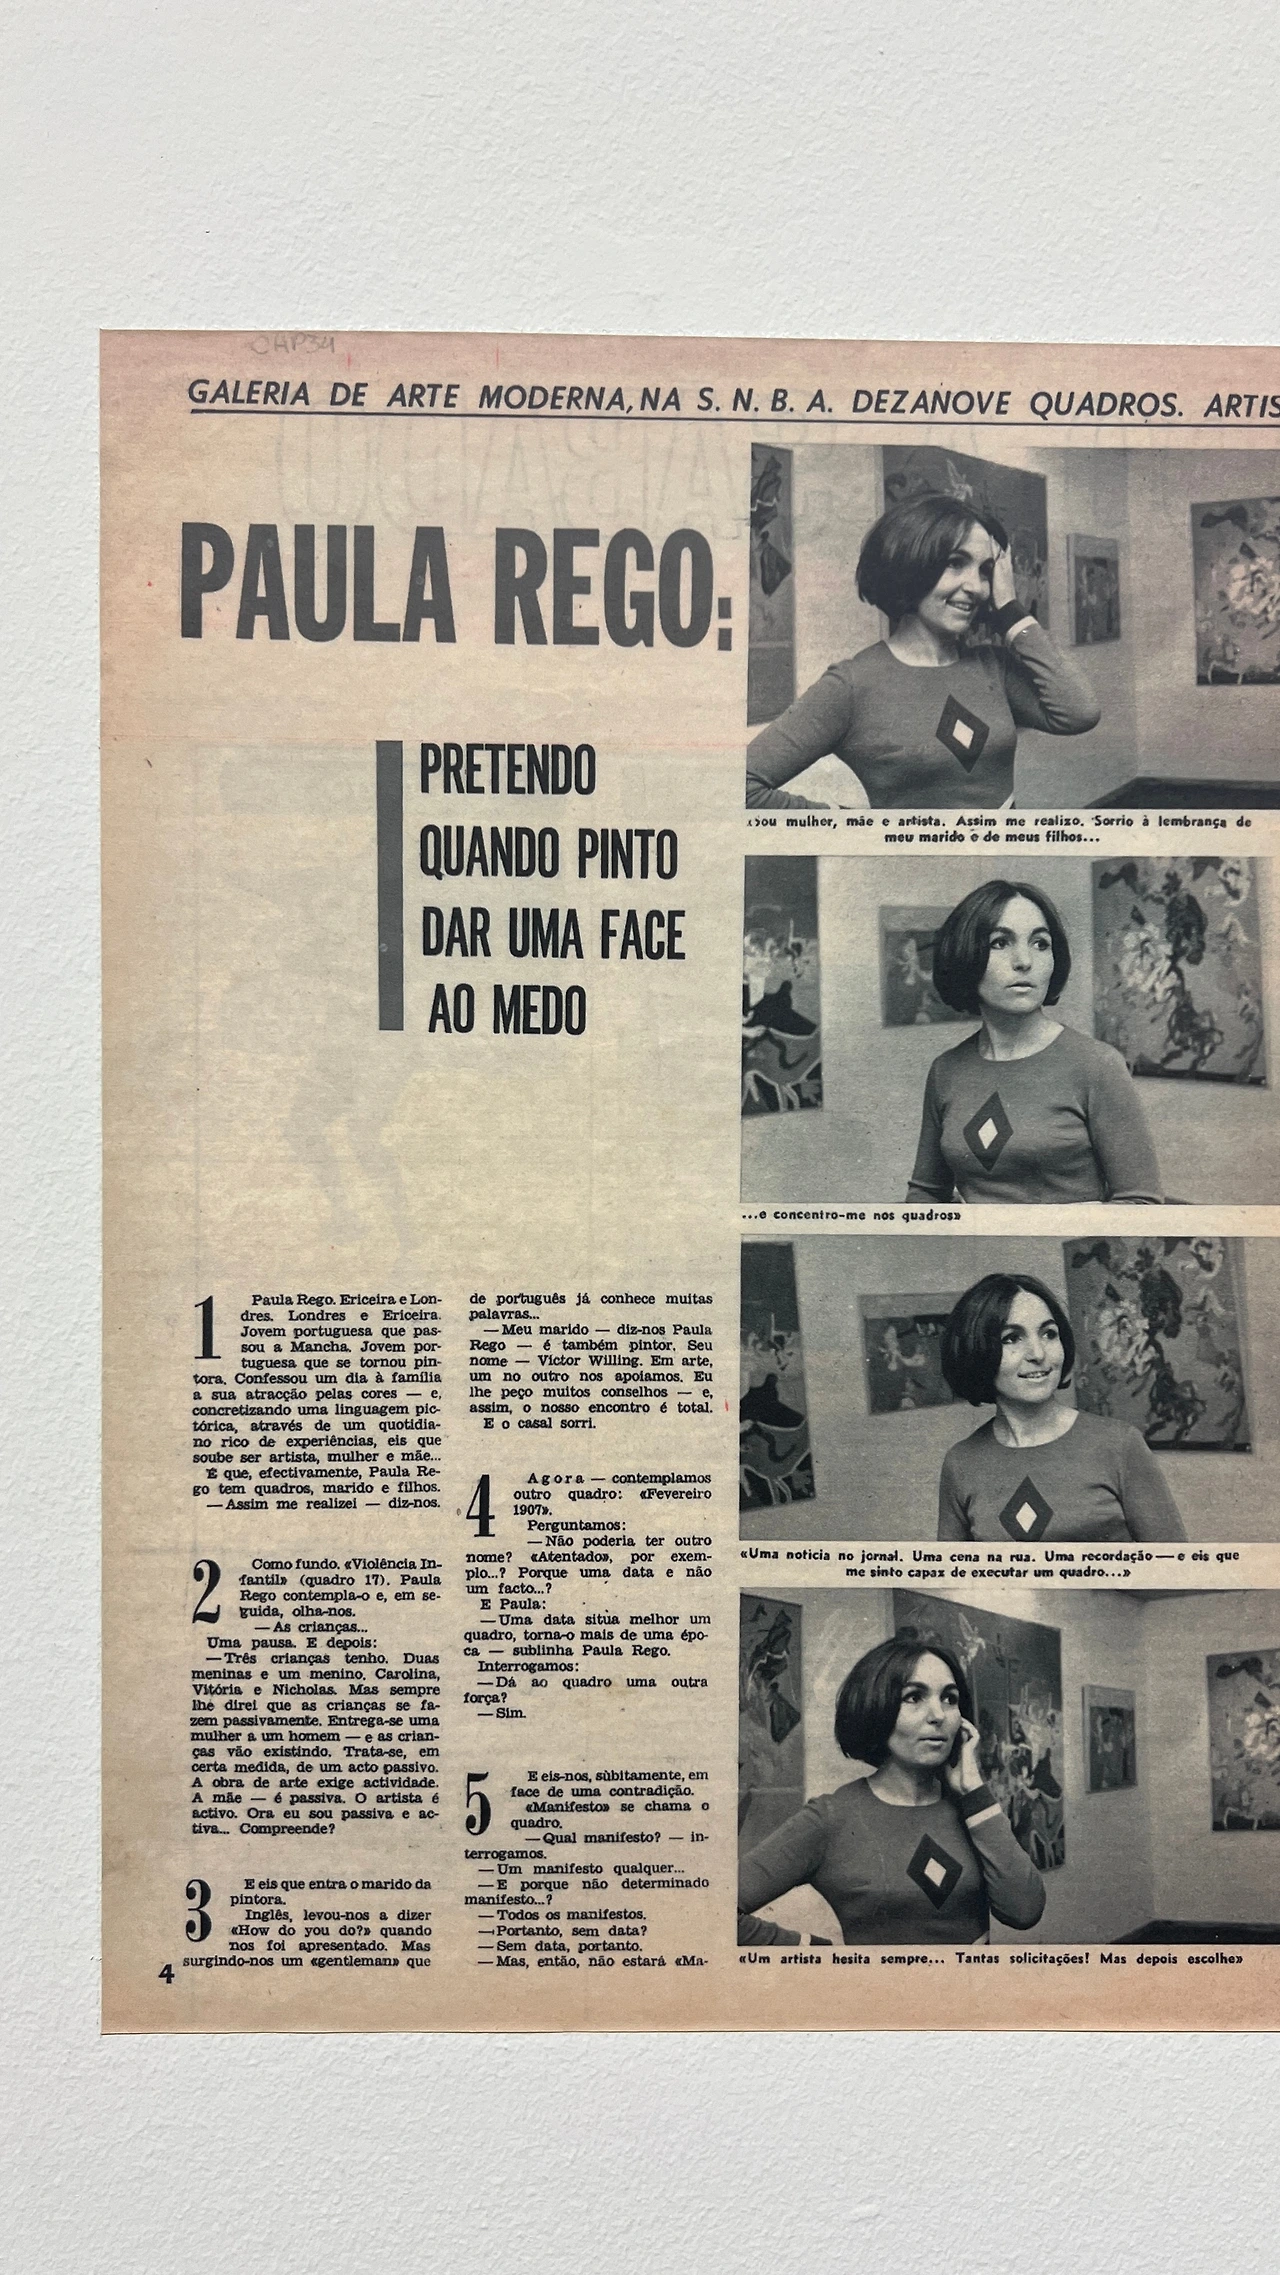 CAP34
GALERIA DE ARTE MODERNA, NA S. N. B. A. DEZANOVE QUADROS. ARTIS
PAULA REGO:
PRETENDO
QUANDO PINTO
DAR UMA FACE
AO MEDO
1 Paula Rego. Ericeira e Lon-
dres. Londres e Ericeira.
Jovem portuguesa que pas-
sou a Mancha. Jovem por-
tuguesa que se tornou pin-
tora. Confessou um dia à família
a sua atracção pelas cores — e,
concretizando uma linguagem pic-
tórica, através de um quotidia-
no rico de experiências, eis que
soube ser artista, mulher e mãe...
É que, efectivamente, Paula Re-
go tem quadros, marido e filhos.
— Assim me realizei — diz-nos.
2 Como fundo. «Violência In-
fantil» (quadro 17). Paula
Rego contempla-o e, em se-
guida, olha-nos.
— As crianças...
Uma pausa. E depois:
— Três crianças tenho. Duas
meninas e um menino. Carolina,
Vitória e Nicholas. Mas sempre
lhe direi que as crianças se fa-
zem passivamente. Entrega-se uma
mulher a um homem — e as crian-
ças vão existindo. Trata-se, em
certa medida, de um acto passivo.
A obra de arte exige actividade.
A mãe — é passiva. O artista é
activo. Ora eu sou passiva e ac-
tiva... Compreende?
3 E eis que entra o marido da
pintora.
Inglês, levou-nos a dizer
«How do you do?» quando
nos foi apresentado. Mas
surgindo-nos um «gentleman» que
4
de português já conhece muitas
palavras...
— Meu marido — diz-nos Paula
Rego — é também pintor. Seu
nome — Victor Willing. Em arte,
um no outro nos apoiamos. Eu
lhe peço muitos conselhos — e,
assim, o nosso encontro é total.
E o casal sorri.
4 Agora — contemplamos
outro quadro: «Fevereiro
1907».
Perguntamos:
— Não poderia ter outro
nome? «Atentado», por exem-
plo...? Porque uma data e não
um facto...?
E Paula:
— Uma data situa melhor um
quadro, torna-o mais de uma épo-
ca — sublinha Paula Rego.
Interrogamos:
— Dá ao quadro uma outra
força?
— Sim.
5 E eis-nos, sùbitamente, em
face de uma contradição.
«Manifesto» se chama o
quadro.
— Qual manifesto? — in-
terrogamos.
— Um manifesto qualquer...
— E porque não determinado
manifesto...?
— Todos os manifestos.
— Portanto, sem data?
— Sem data, portanto.
— Mas, então, não estará «Ma-
«Sou mulher, mãe e artista. Assim me realizo. Sorrio à lembrança de
meu marido e de meus filhos...
...e concentro-me nos quadros»
«Uma notícia no jornal. Uma cena na rua. Uma recordação — e eis que
me sinto capaz de executar um quadro...»
«Um artista hesita sempre... Tantas solicitações! Mas depois escolhe»